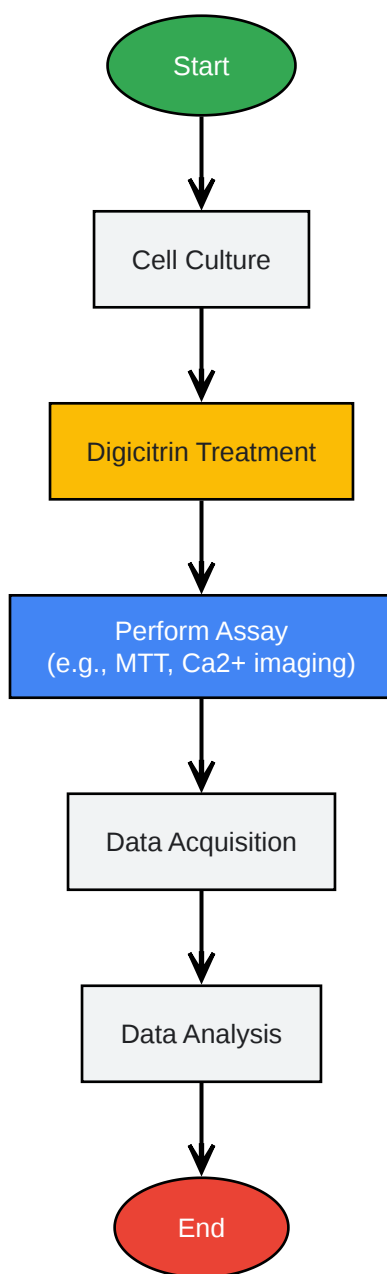 Start
Cell Culture
Digicitrin Treatment
Perform Assay
(e.g., MTT, Ca2+ imaging)
Data Acquisition
Data Analysis
End